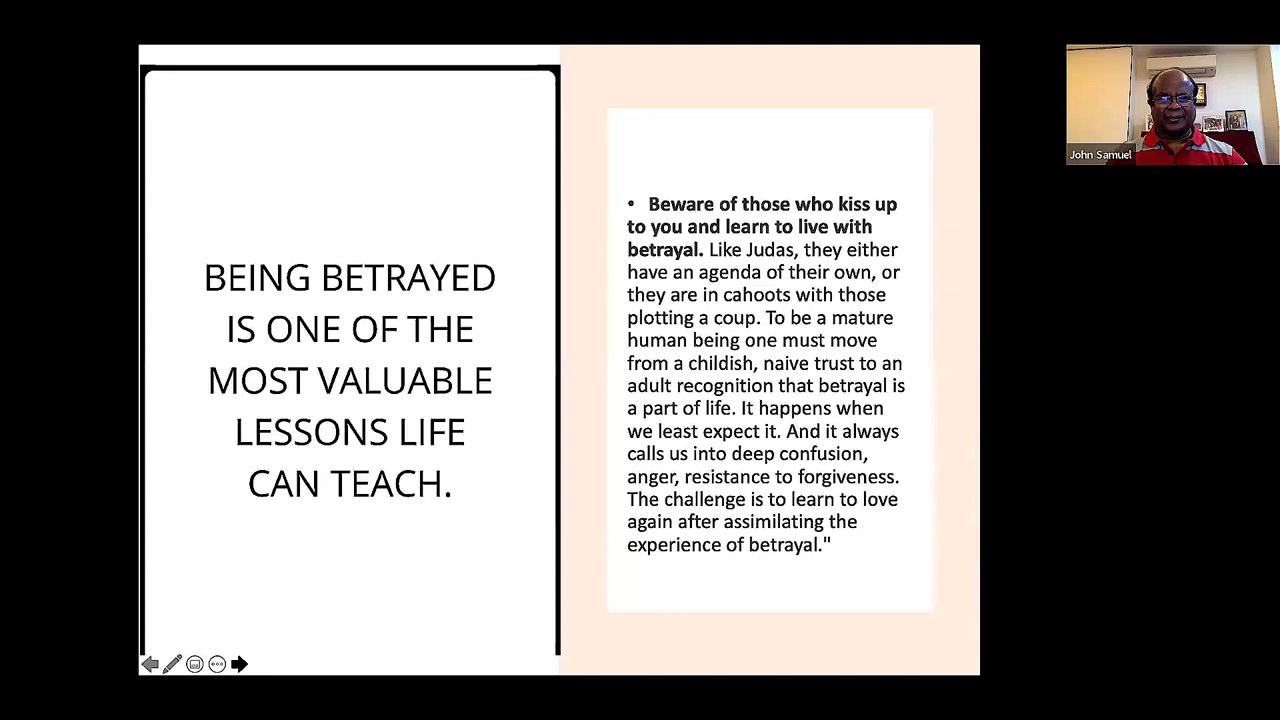 BEING BETRAYED
IS ONE OF THE
MOST VALUABLE
LESSONS LIFE
CAN TEACH.
• Beware of those who kiss up
to you and learn to live with
betrayal. Like Judas, they either
have an agenda of their own, or
they are in cahoots with those
plotting a coup. To be a mature
human being one must move
from a childish, naive trust to an
adult recognition that betrayal is
a part of life. It happens when
we least expect it. And it always
calls us into deep confusion,
anger, resistance to forgiveness.
The challenge is to learn to love
again after assimilating the
experience of betrayal."
John Samuel